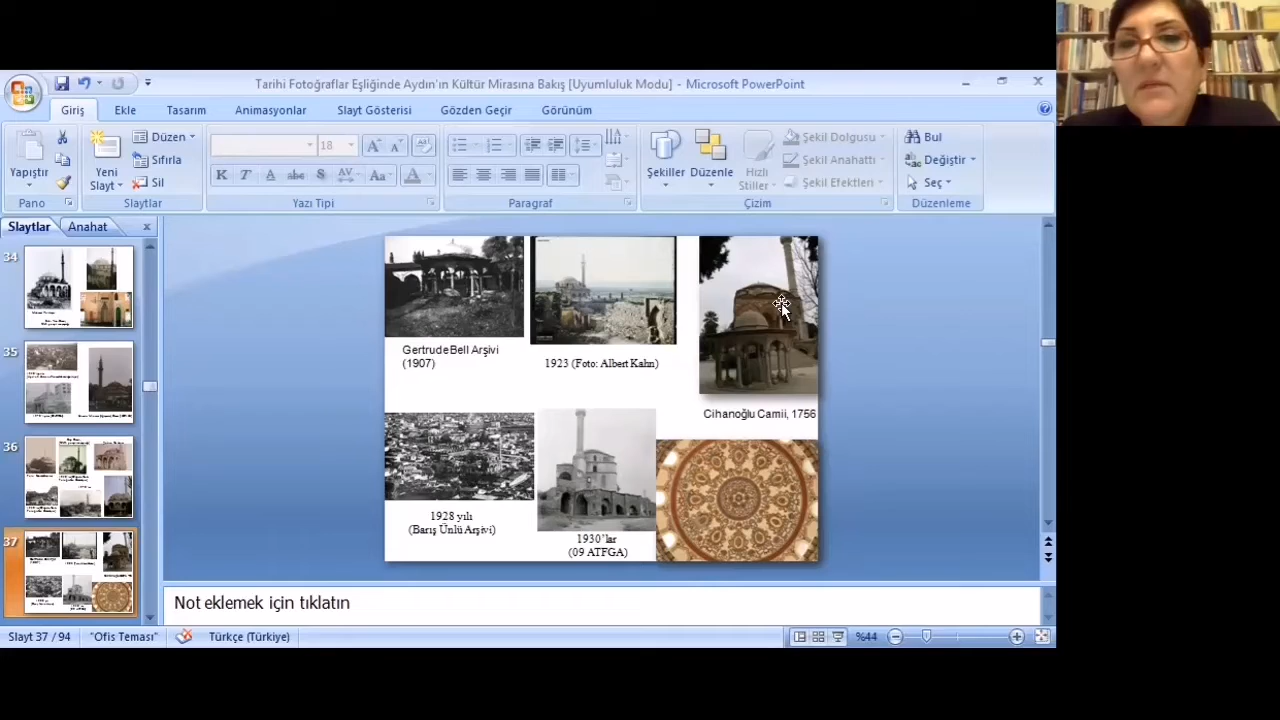 Tarihi Fotoğraflar Eşliğinde Aydın'ın Kültür Mirasına Bakış [Uyumluluk Modu] - Microsoft PowerPoint
Giriş
Ekle
Tasarım
Animasyonlar
Slayt Gösterisi
Gözden Geçir
Görünüm
Yapıştır
Yeni
Slayt
Düzen
Sıfırla
Sil
18
K T A abc S AV Aa A
Şekiller
Düzenle
Hızlı
Stiller
Şekil Dolgusu
Şekil Anahattı
Şekil Efektleri
Bul
Değiştir
Seç
Pano
Slaytlar
Yazı Tipi
Paragraf
Çizim
Düzenleme
Slaytlar
Anahat
34
35
36
37
GertrudeBell Arşivi
(1907)
1923 (Foto: Albert Kahn)
Cihanoğlu Camii, 1756
1928 yılı
(Barış Ünlü Arşivi)
1930'lar
(09 ATFGA)
Not eklemek için tıklatın
Slayt 37 / 94
"Ofis Teması"
Türkçe (Türkiye)
%44